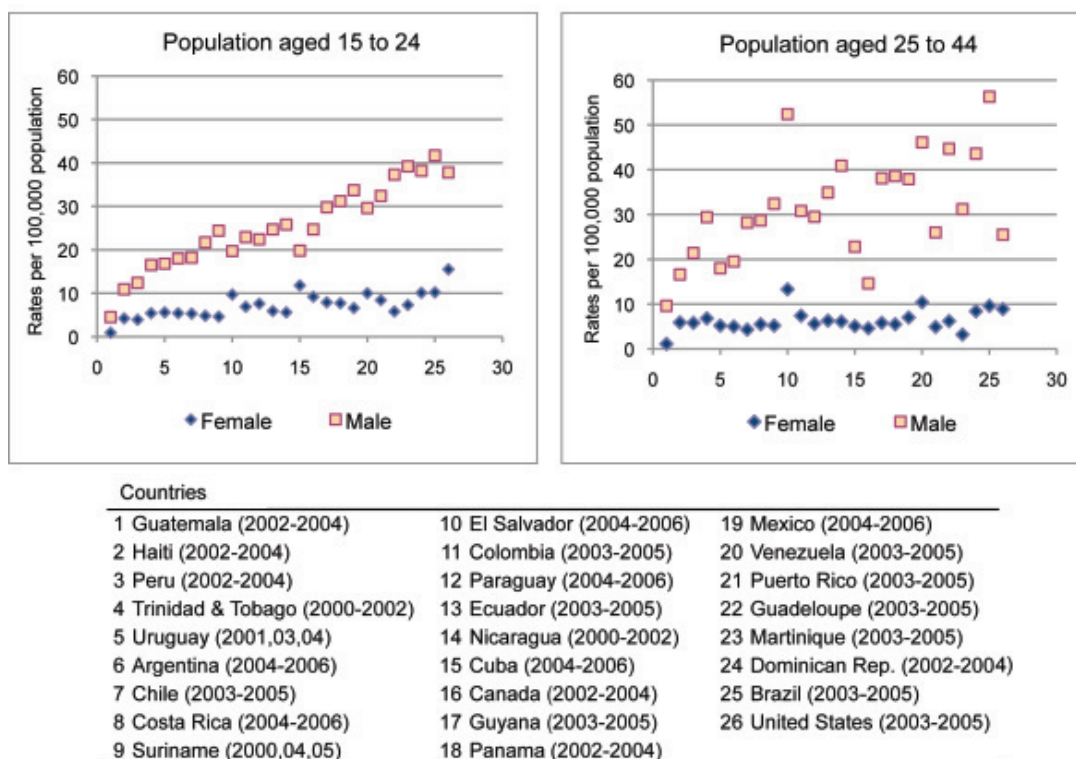 Population aged 15 to 24
60
50
40
30
20
10
0
Rates per 100,000 population
0 5 10 15 20 25 30
Female Male
Population aged 25 to 44
60
50
40
30
20
10
0
Rates per 100,000 population
0 5 10 15 20 25 30
Female Male
Countries
1 Guatemala (2002-2004)
2 Haiti (2002-2004)
3 Peru (2002-2004)
4 Trinidad & Tobago (2000-2002)
5 Uruguay (2001,03,04)
6 Argentina (2004-2006)
7 Chile (2003-2005)
8 Costa Rica (2004-2006)
9 Suriname (2000,04,05)
10 El Salvador (2004-2006)
11 Colombia (2003-2005)
12 Paraguay (2004-2006)
13 Ecuador (2003-2005)
14 Nicaragua (2000-2002)
15 Cuba (2004-2006)
16 Canada (2002-2004)
17 Guyana (2003-2005)
18 Panama (2002-2004)
19 Mexico (2004-2006)
20 Venezuela (2003-2005)
21 Puerto Rico (2003-2005)
22 Guadeloupe (2003-2005)
23 Martinique (2003-2005)
24 Dominican Rep. (2002-2004)
25 Brazil (2003-2005)
26 United States (2003-2005)